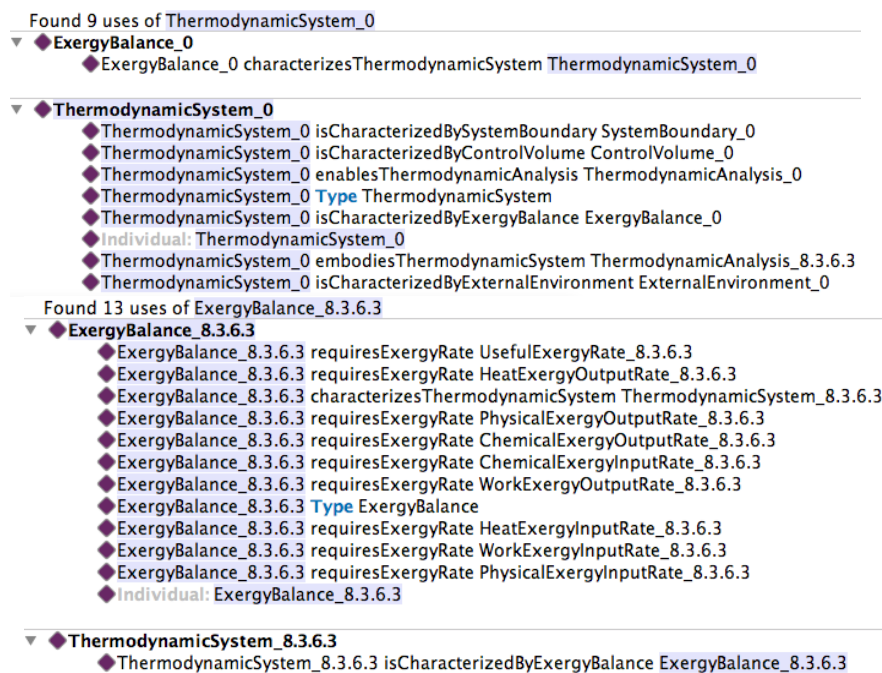 Found 9 uses of ThermodynamicSystem_0
ExergyBalance_0
ExergyBalance_0 characterizesThermodynamicSystem ThermodynamicSystem_0
ThermodynamicSystem_0
ThermodynamicSystem_0 isCharacterizedBySystemBoundary SystemBoundary_0
ThermodynamicSystem_0 isCharacterizedByControlVolume ControlVolume_0
ThermodynamicSystem_0 enablesThermodynamicAnalysis ThermodynamicAnalysis_0
ThermodynamicSystem_0 Type ThermodynamicSystem
ThermodynamicSystem_0 isCharacterizedByExergyBalance ExergyBalance_0
Individual: ThermodynamicSystem_0
ThermodynamicSystem_0 embodiesThermodynamicSystem ThermodynamicAnalysis_8.3.6.3
ThermodynamicSystem_0 isCharacterizedByExternalEnvironment ExternalEnvironment_0
Found 13 uses of ExergyBalance_8.3.6.3
ExergyBalance_8.3.6.3
ExergyBalance_8.3.6.3 requiresExergyRate UsefulExergyRate_8.3.6.3
ExergyBalance_8.3.6.3 requiresExergyRate HeatExergyOutputRate_8.3.6.3
ExergyBalance_8.3.6.3 characterizesThermodynamicSystem ThermodynamicSystem_8.3.6.3
ExergyBalance_8.3.6.3 requiresExergyRate PhysicalExergyOutputRate_8.3.6.3
ExergyBalance_8.3.6.3 requiresExergyRate ChemicalExergyOutputRate_8.3.6.3
ExergyBalance_8.3.6.3 requiresExergyRate ChemicalExergyInputRate_8.3.6.3
ExergyBalance_8.3.6.3 requiresExergyRate WorkExergyOutputRate_8.3.6.3
ExergyBalance_8.3.6.3 Type ExergyBalance
ExergyBalance_8.3.6.3 requiresExergyRate HeatExergyInputRate_8.3.6.3
ExergyBalance_8.3.6.3 requiresExergyRate WorkExergyInputRate_8.3.6.3
ExergyBalance_8.3.6.3 requiresExergyRate PhysicalExergyInputRate_8.3.6.3
Individual: ExergyBalance_8.3.6.3
ThermodynamicSystem_8.3.6.3
ThermodynamicSystem_8.3.6.3 isCharacterizedByExergyBalance ExergyBalance_8.3.6.3